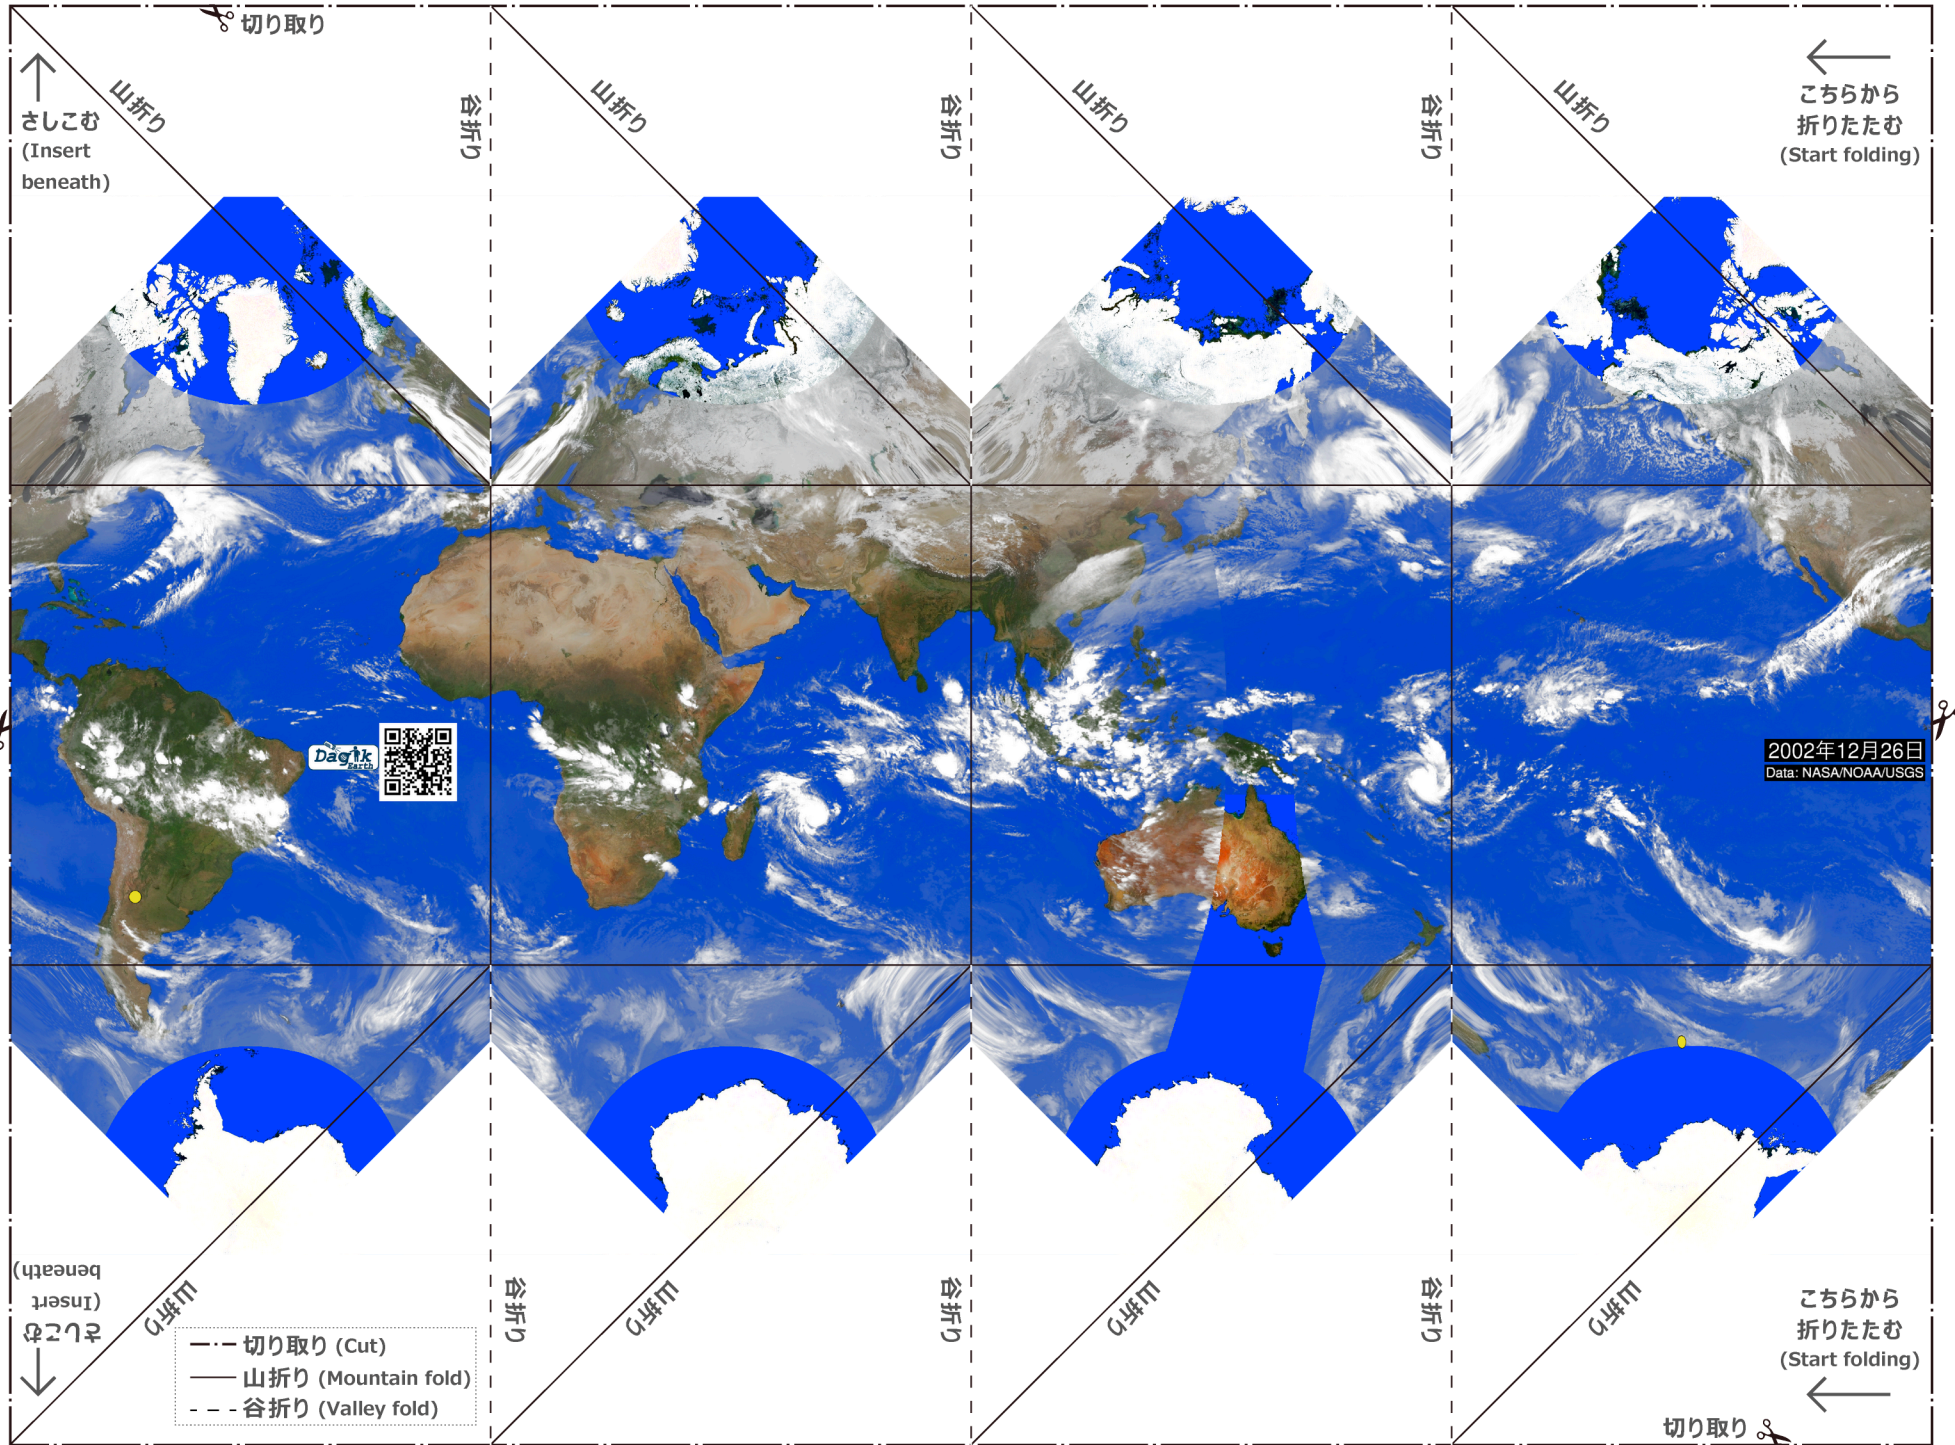 切り取り
山折り
山折り
山折り
山折り
谷折り
谷折り
谷折り
さしこむ
(Insert
beneath)
こちらから
折りたたむ
(Start folding)
Dagik
Earth
2002年12月26日
Data: NASA/NOAA/USGS
さしこむ
(Insert
beneath)
山折り
山折り
山折り
山折り
谷折り
谷折り
谷折り
切り取り (Cut)
山折り (Mountain fold)
谷折り (Valley fold)
こちらから
折りたたむ
(Start folding)
切り取り